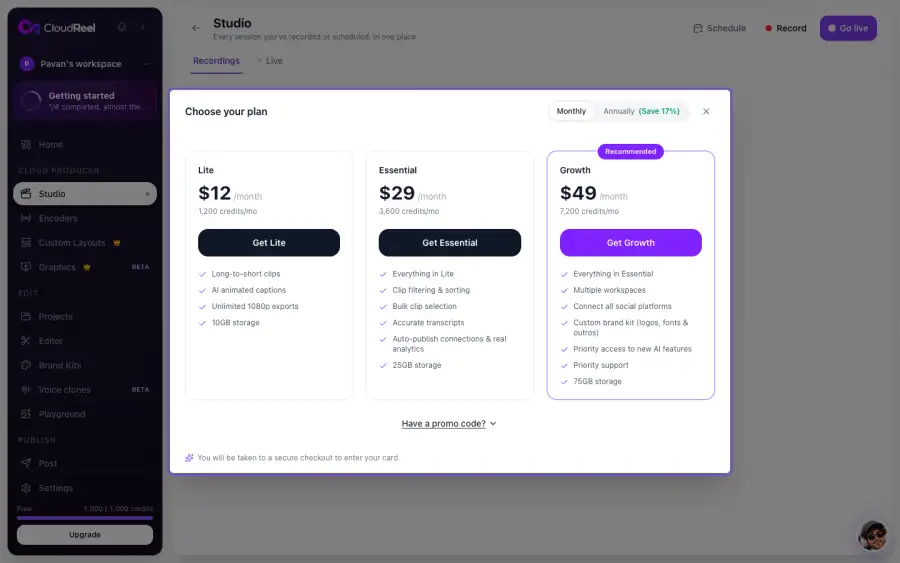 CloudReel
P Pavan's workspace
Getting started
1/4 completed, almost the...
Home
CLOUD PRODUCER
Studio
Encoders
Custom Layouts
Graphics BETA
EDIT
Projects
Editor
Brand Kits
Voice clones BETA
Playground
PUBLISH
Post
Settings
Free 1,000 / 1,000 credits
Upgrade
Studio
Every session you've recorded or scheduled, in one place.
Schedule
Record
Go live
Recordings
Live
Choose your plan
Monthly Annually (Save 17%)
Lite
$12 /month
1,200 credits/mo
Get Lite
Long-to-short clips
AI animated captions
Unlimited 1080p exports
10GB storage
Essential
$29 /month
3,600 credits/mo
Get Essential
Everything in Lite
Clip filtering & sorting
Bulk clip selection
Accurate transcripts
Auto-publish connections & real
analytics
25GB storage
Recommended
Growth
$49 /month
7,200 credits/mo
Get Growth
Everything in Essential
Multiple workspaces
Connect all social platforms
Custom brand kit (logos, fonts &
outros)
Priority access to new AI features
Priority support
75GB storage
Have a promo code?
You will be taken to a secure checkout to enter your card.